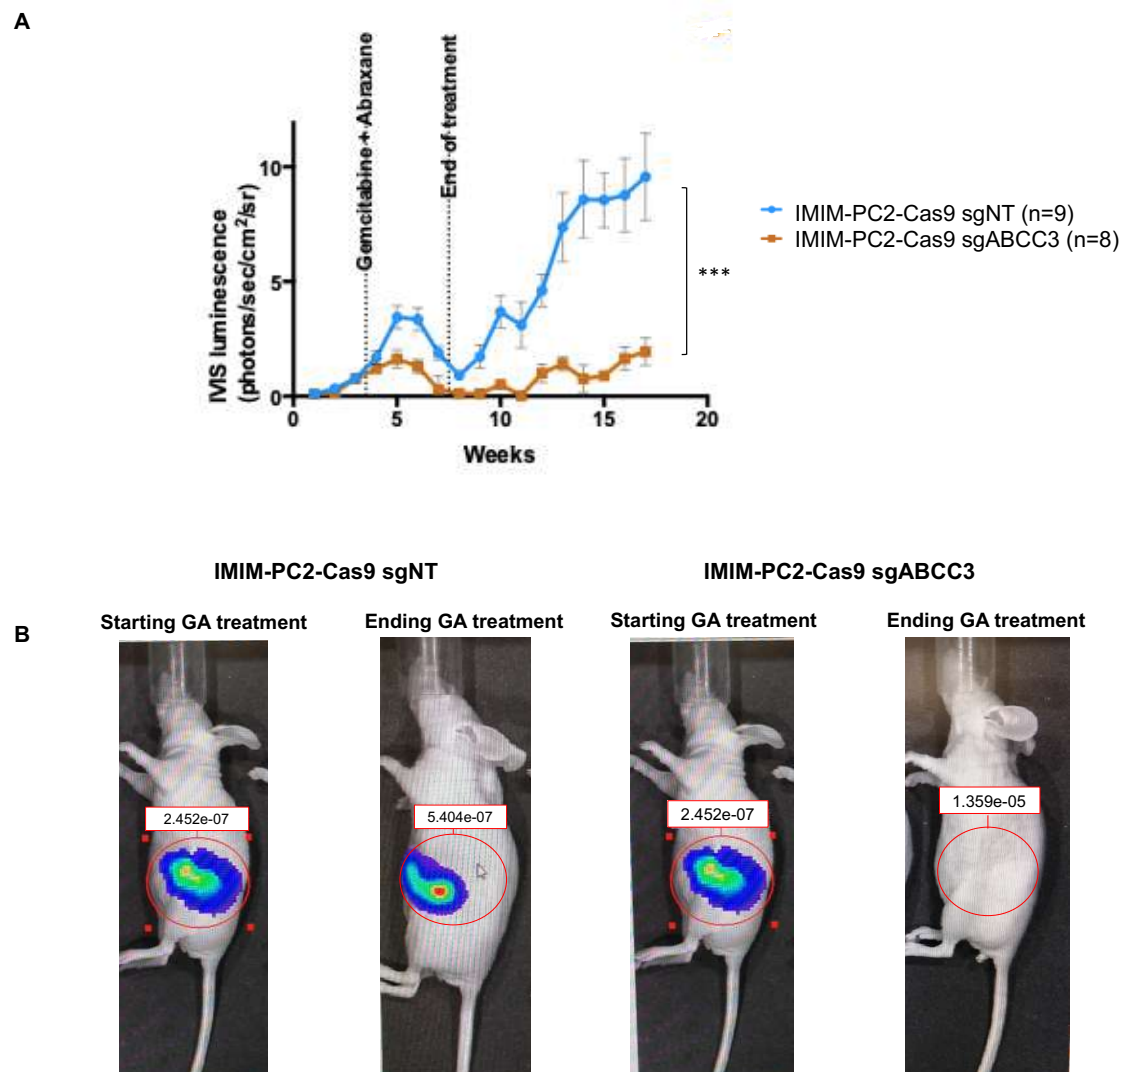 A
Gemcitabine + Abraxane
End of treatment
IVIS luminescence
(photons/sec/cm²/sr)
10
5
0
0
5
10
15
20
Weeks
IMIM-PC2-Cas9 sgNT (n=9)
IMIM-PC2-Cas9 sgABCC3 (n=8)
***
IMIM-PC2-Cas9 sgNT
IMIM-PC2-Cas9 sgABCC3
Starting GA treatment
Ending GA treatment
Starting GA treatment
Ending GA treatment
B
2.452e-07
5.404e-07
2.452e-07
1.359e-05